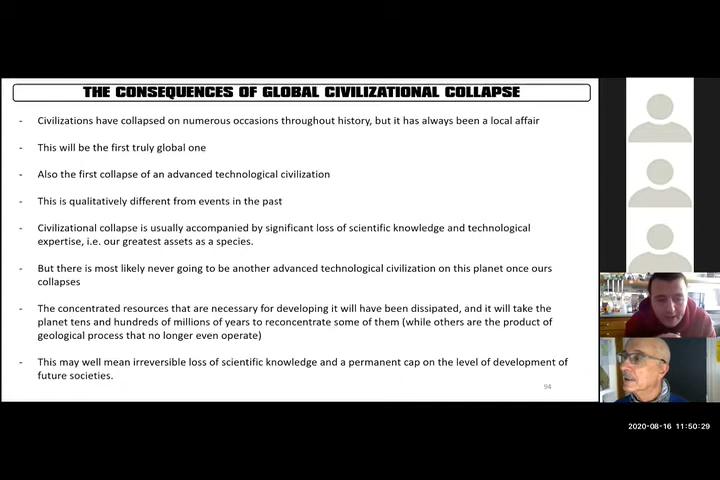 THE CONSEQUENCES OF GLOBAL CIVILIZATIONAL COLLAPSE
- Civilizations have collapsed on numerous occasions throughout history, but it has always been a local affair
- This will be the first truly global one
- Also the first collapse of an advanced technological civilization
- This is qualitatively different from events in the past
- Civilizational collapse is usually accompanied by significant loss of scientific knowledge and technological
expertise, i.e. our greatest assets as a species.
- But there is most likely never going to be another advanced technological civilization on this planet once ours
collapses
- The concentrated resources that are necessary for developing it will have been dissipated, and it will take the
planet tens and hundreds of millions of years to reconcentrate some of them (while others are the product of
geological process that no longer even operate)
- This may well mean irreversible loss of scientific knowledge and a permanent cap on the level of development of
future societies.
94
2020-08-16 11:50:29